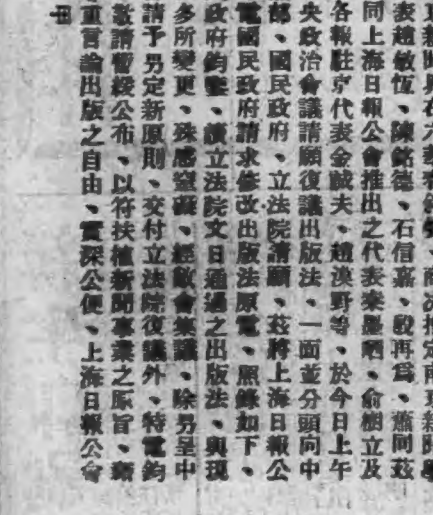 表趙敏恆、陳銘德、石信嘉、殷再爲、蕭同茲
同上海日報公會推出之代表秦墨哂、俞樹立及
各報駐京代表金誠夫、趙漠野等、於今日上午
央政治會議請願復議出版法、一面並分頭向中
部、國民政府、立法院請願、茲將上海日報公
電國民政府請求修改出版法原電、照錄如下、
政府鈞鑒、讀立法院文日通過之出版法、與現
多所變更、殊感窒礙、經敝會集議、除另呈中
請予另定新原則、交付立法院復議外、特電鈞
敬請暫緩公布、以符扶植新聞事業之原旨、
重言論出版之自由、實深公便、上海日報公會
丑